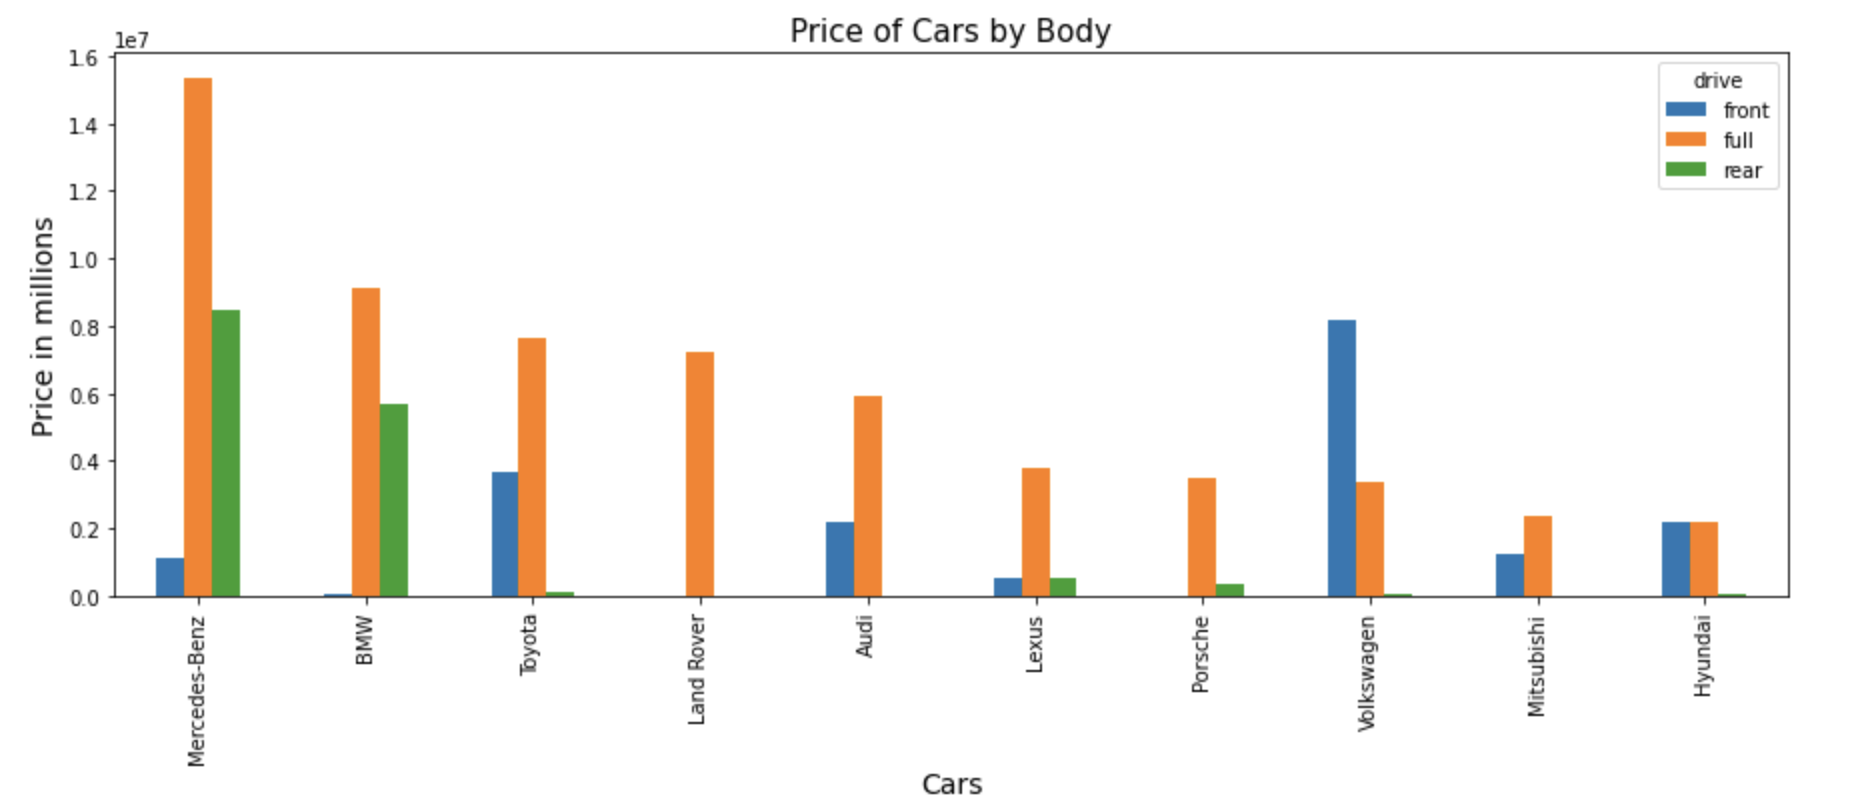 Price of Cars by Body
1e7
1.6
1.4
1.2
1.0
0.8
0.6
0.4
0.2
0.0
Price in millions
drive
front
full
rear
Mercedes-Benz
BMW
Toyota
Land Rover
Audi
Lexus
Porsche
Volkswagen
Mitsubishi
Hyundai
Cars